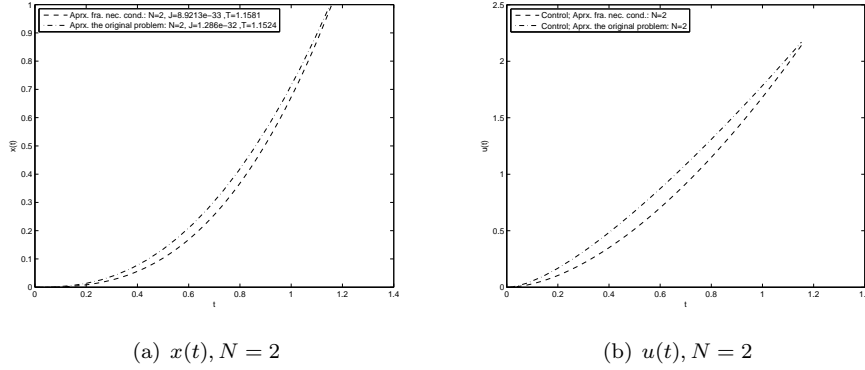 Aprx. fra. nec. cond.: N=2, J=8.9213e−33 ,T=1.1581
Aprx. the original problem: N=2, J=1.286e−32, T=1.1524
1
0.9
0.8
0.7
0.6
0.5
0.4
0.3
0.2
0.1
0
x(t)
0 0.2 0.4 0.6 0.8 1 1.2 1.4
t
(a) x(t), N = 2
Control; Aprx. fra. nec. cond.: N=2
Control; Aprx. the original problem: N=2
2.5
2
1.5
1
0.5
0
u(t)
0 0.2 0.4 0.6 0.8 1 1.2 1.4
t
(b) u(t), N = 2